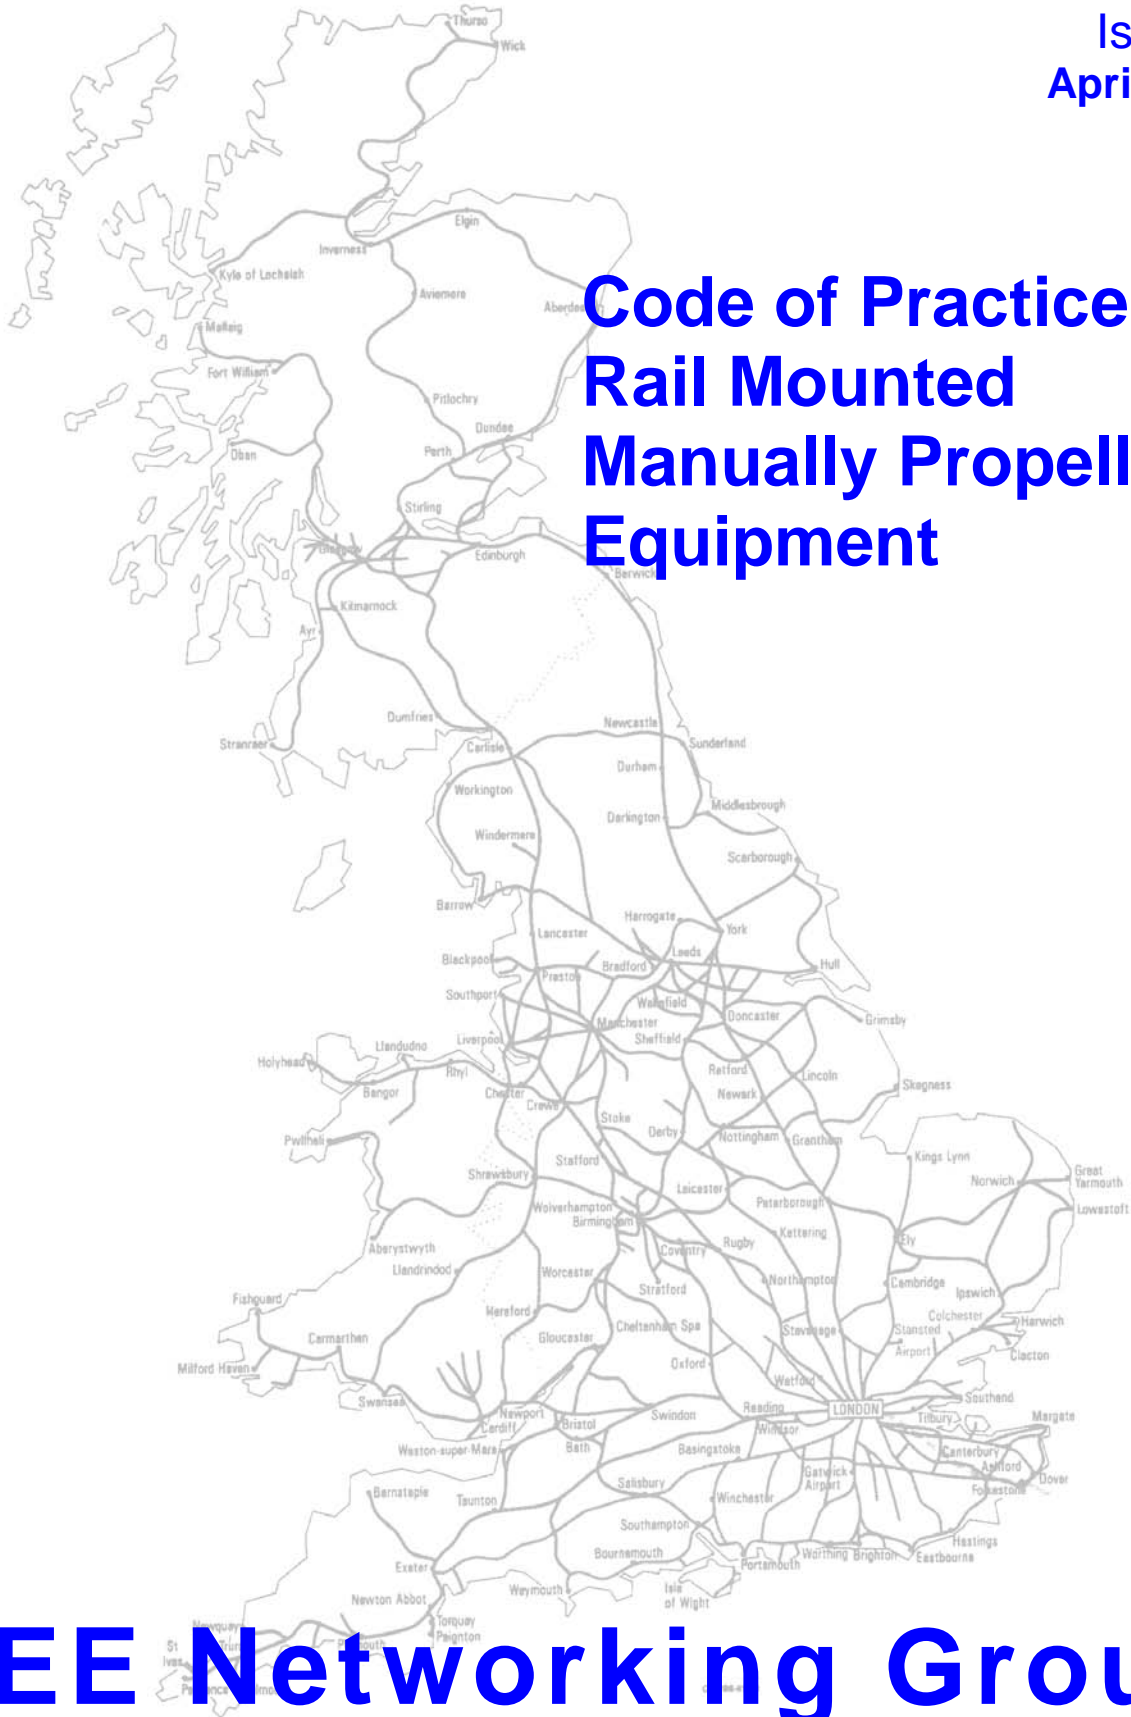 Is
Apri
Thurso
Wick
Elgin
Inverness
Kyle of Lochalsh
Aviemore
Code of Practice
Mallaig
Rail Mounted
Fort William
Pitlochry
Dundee
Manually Propell
Oban
Perth
Stirling
Equipment
Edinburgh
Berwick
Kilmarnock
Ayr
Dumfries
Newcastle
Stranraer
Carlisle
Sunderland
Durham
Workington
Middlesbrough
Darlington
Windermere
Scarborough
Barrow
Harrogate
York
Lancaster
Leeds
Blackpool
Bradford
Hull
Preston
Southport
Wakefield
Doncaster
Manchester
Grimsby
Sheffield
Liverpool
Llandudno
Holyhead
Rhyl
Retford
Lincoln
Bangor
Chester
Crewe
Newark
Skegness
Stoke
Derby
Nottingham
Grantham
Pwllheli
Stafford
Kings Lynn
Shrewsbury
Leicester
Norwich
Great
Yarmouth
Wolverhampton
Peterborough
Lowestoft
Birmingham
Kettering
Coventry
Rugby
Ely
Aberystwyth
Llandrindod
Worcester
Stratford
Northampton
Cambridge
Ipswich
Fishguard
Hereford
Cheltenham Spa
Colchester
Harwich
Carmarthen
Gloucester
Stevenage
Stansted
Airport
Clacton
Milford Haven
Oxford
Watford
Swansea
Newport
Swindon
Reading
LONDON
Southend
Cardiff
Bristol
Windsor
Tilbury
Margate
Weston-super-Mare
Bath
Basingstoke
Canterbury
Gatwick
Airport
Ashford
Dover
Barnstaple
Salisbury
Folkestone
Taunton
Winchester
Southampton
Hastings
Bournemouth
Portsmouth
Worthing
Brighton
Eastbourne
Exeter
Weymouth
Isle
of Wight
Newton Abbot
Torquay
Paignton
Newquay
St
Ives
EE Networking Grou